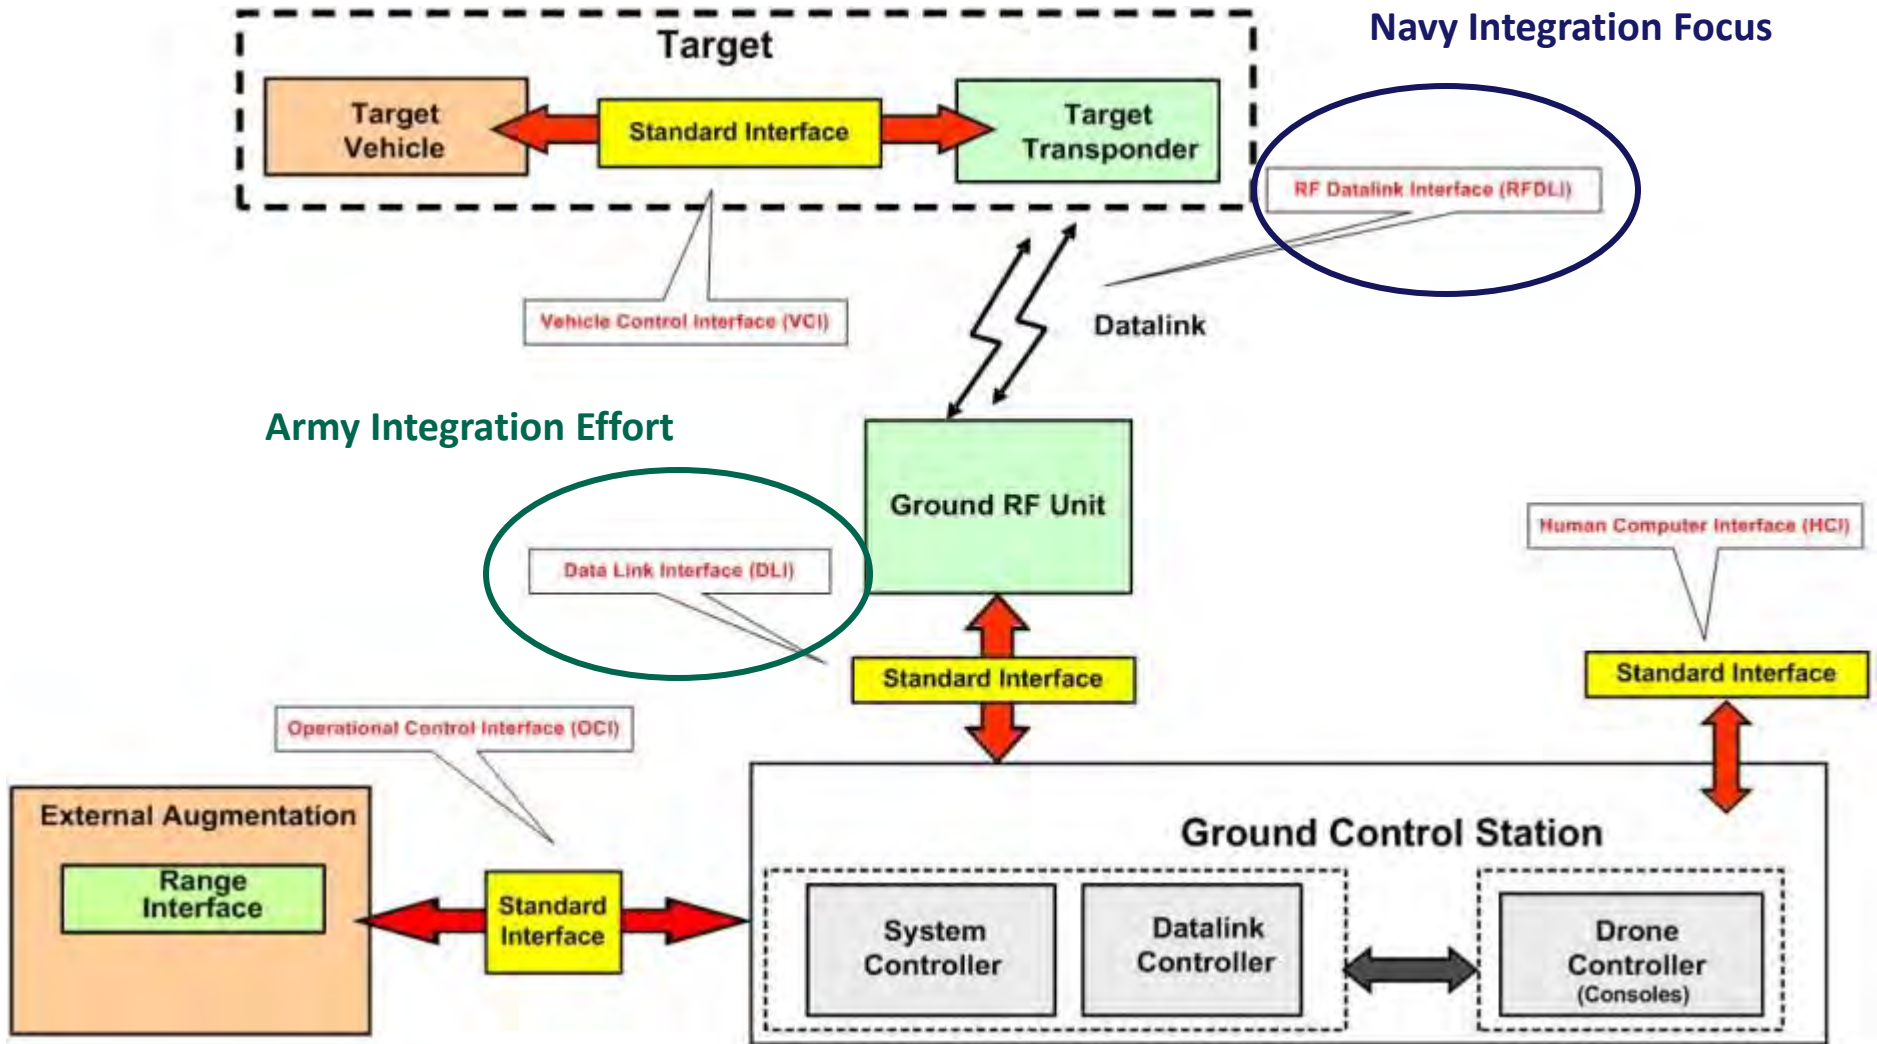 Navy Integration Focus
Target
Target
Vehicle
Standard Interface
Target
Transponder
RF Datalink Interface (RFDLI)
Vehicle Control Interface (VCI)
Datalink
Army Integration Effort
Ground RF Unit
Data Link Interface (DLI)
Human Computer Interface (HCI)
Standard Interface
Standard Interface
Operational Control Interface (OCI)
External Augmentation
Range
Interface
Standard
Interface
Ground Control Station
System
Controller
Datalink
Controller
Drone
Controller
(Consoles)